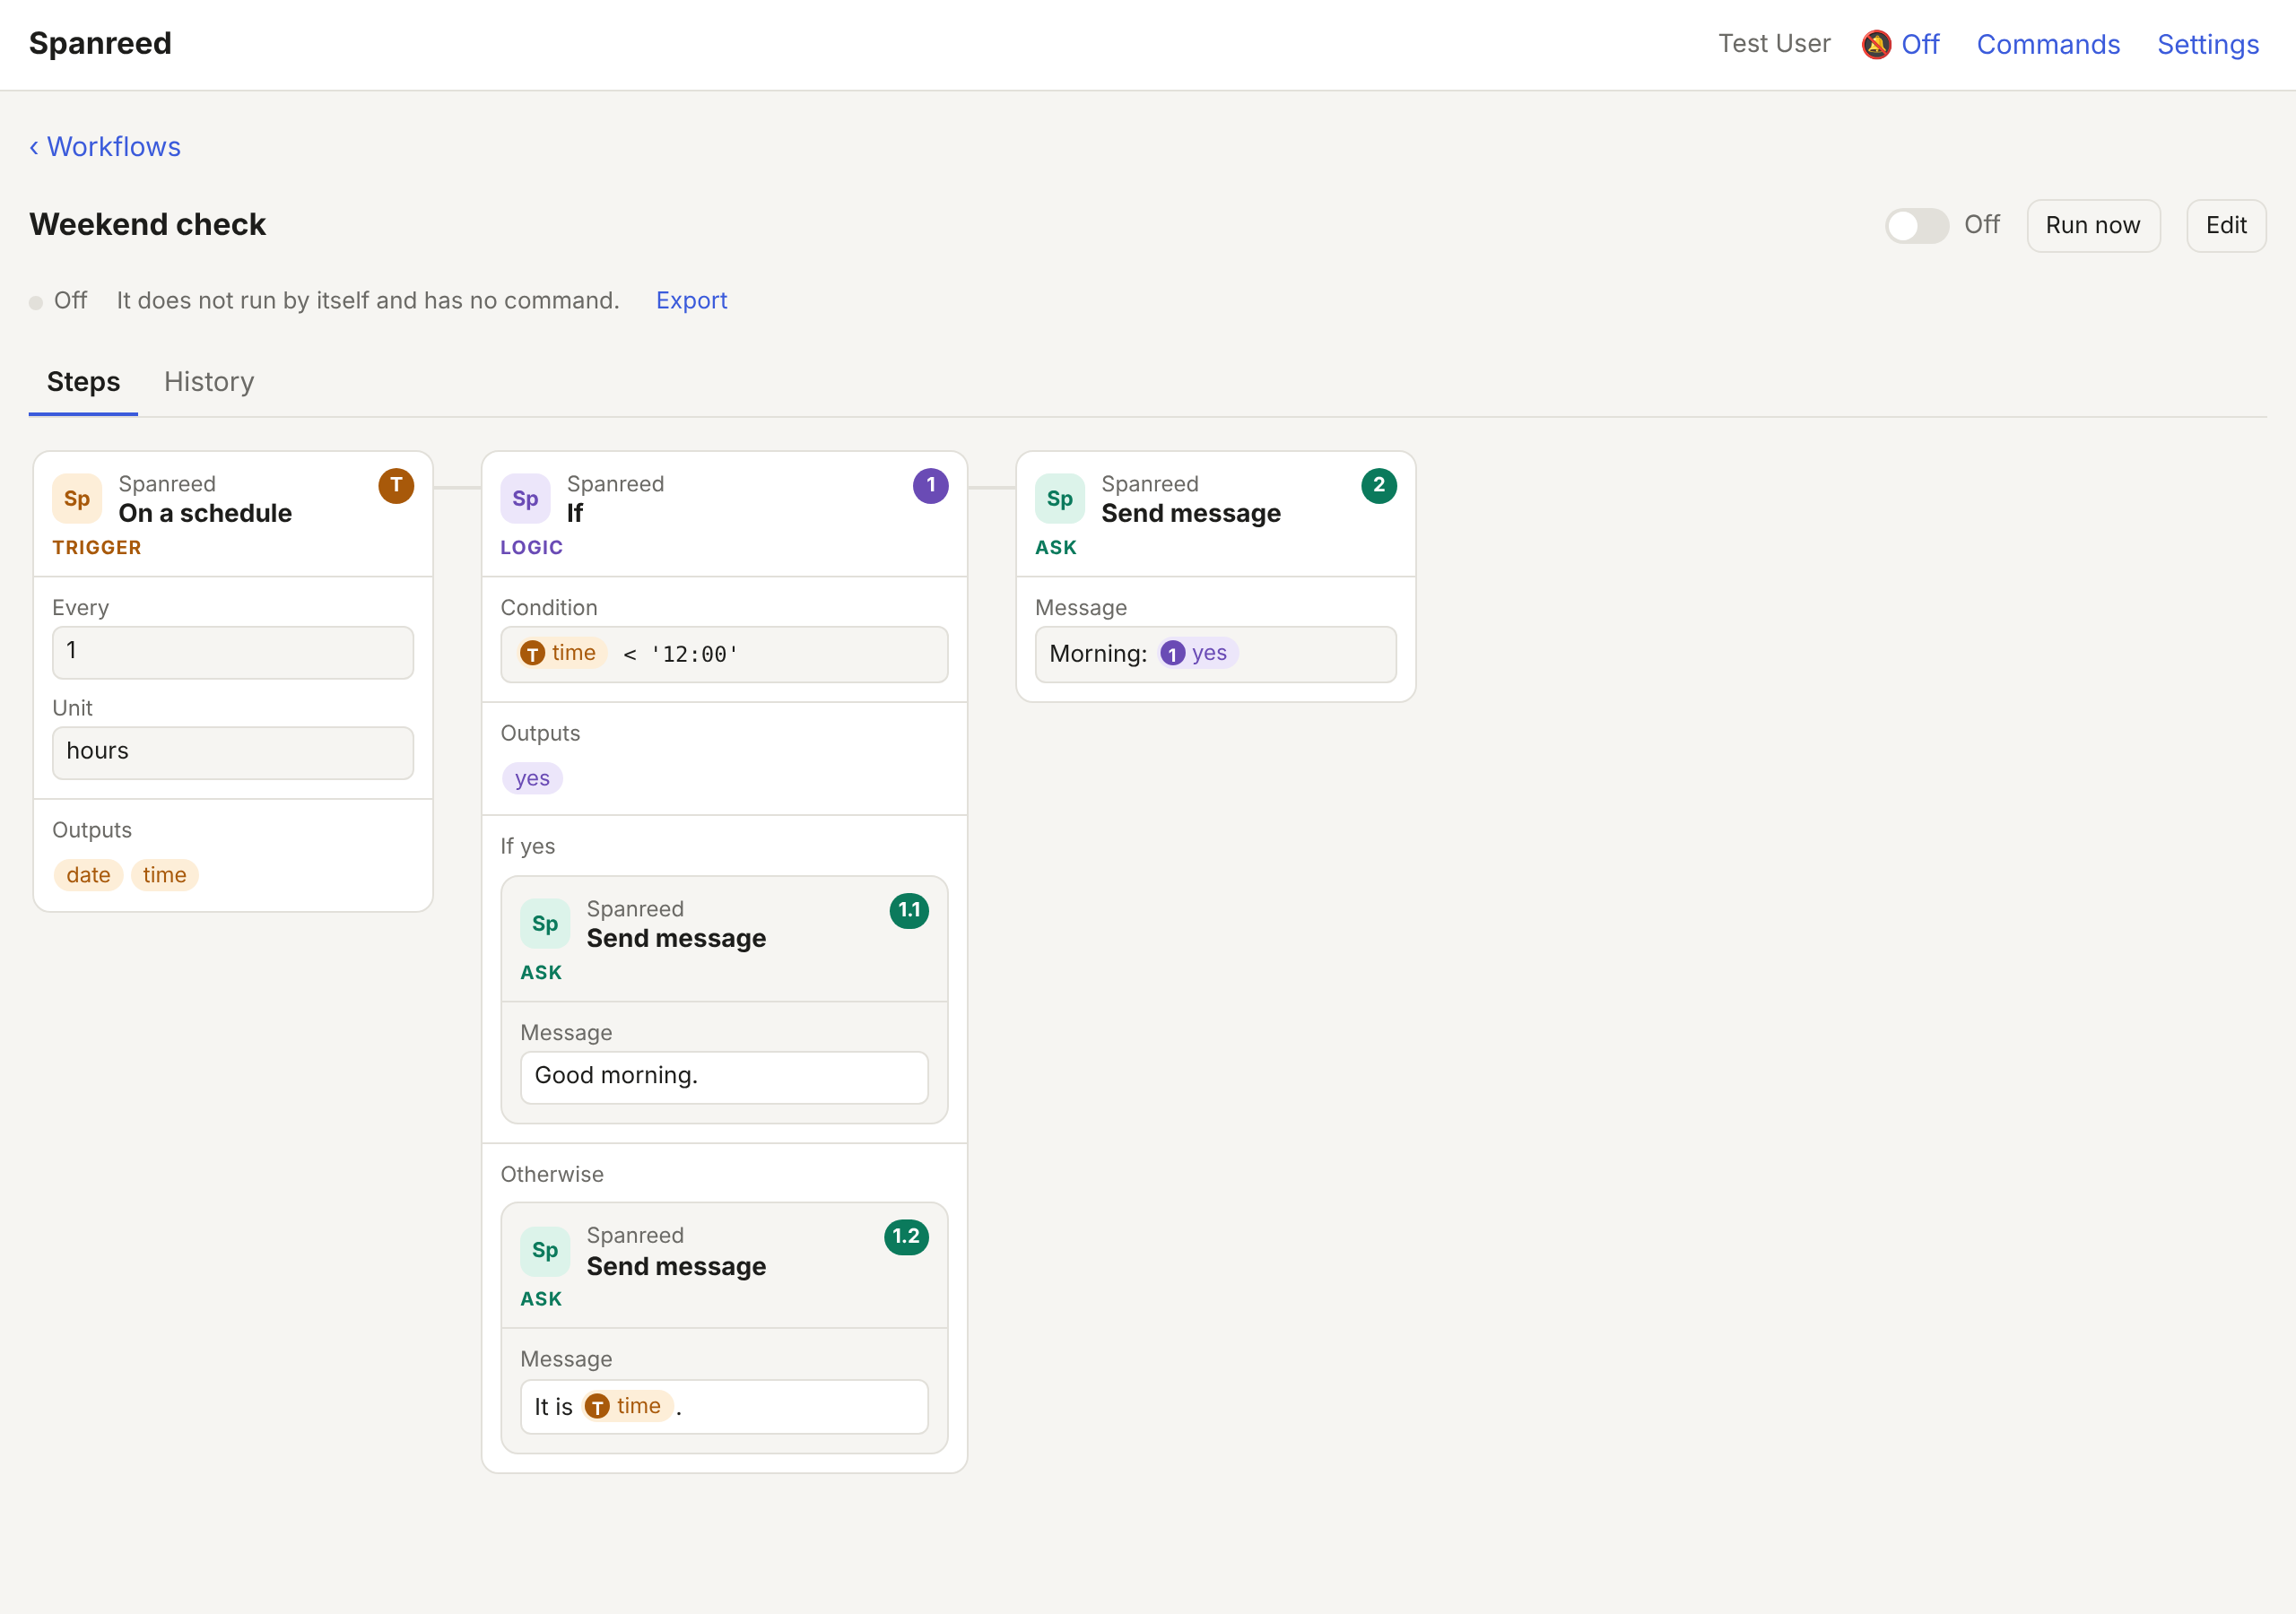 Spanreed
Test User
Off
Commands
Settings
‹ Workflows
Weekend check
Off
Run now
Edit
Off
It does not run by itself and has no command.
Export
Steps
History
Sp
Spanreed
On a schedule
T
TRIGGER
Every
1
Unit
hours
Outputs
date
time
Sp
Spanreed
If
1
LOGIC
Condition
T time < '12:00'
Outputs
yes
If yes
Sp
Spanreed
Send message
1.1
ASK
Message
Good morning.
Otherwise
Sp
Spanreed
Send message
1.2
ASK
Message
It is T time .
Sp
Spanreed
Send message
2
ASK
Message
Morning: 1 yes